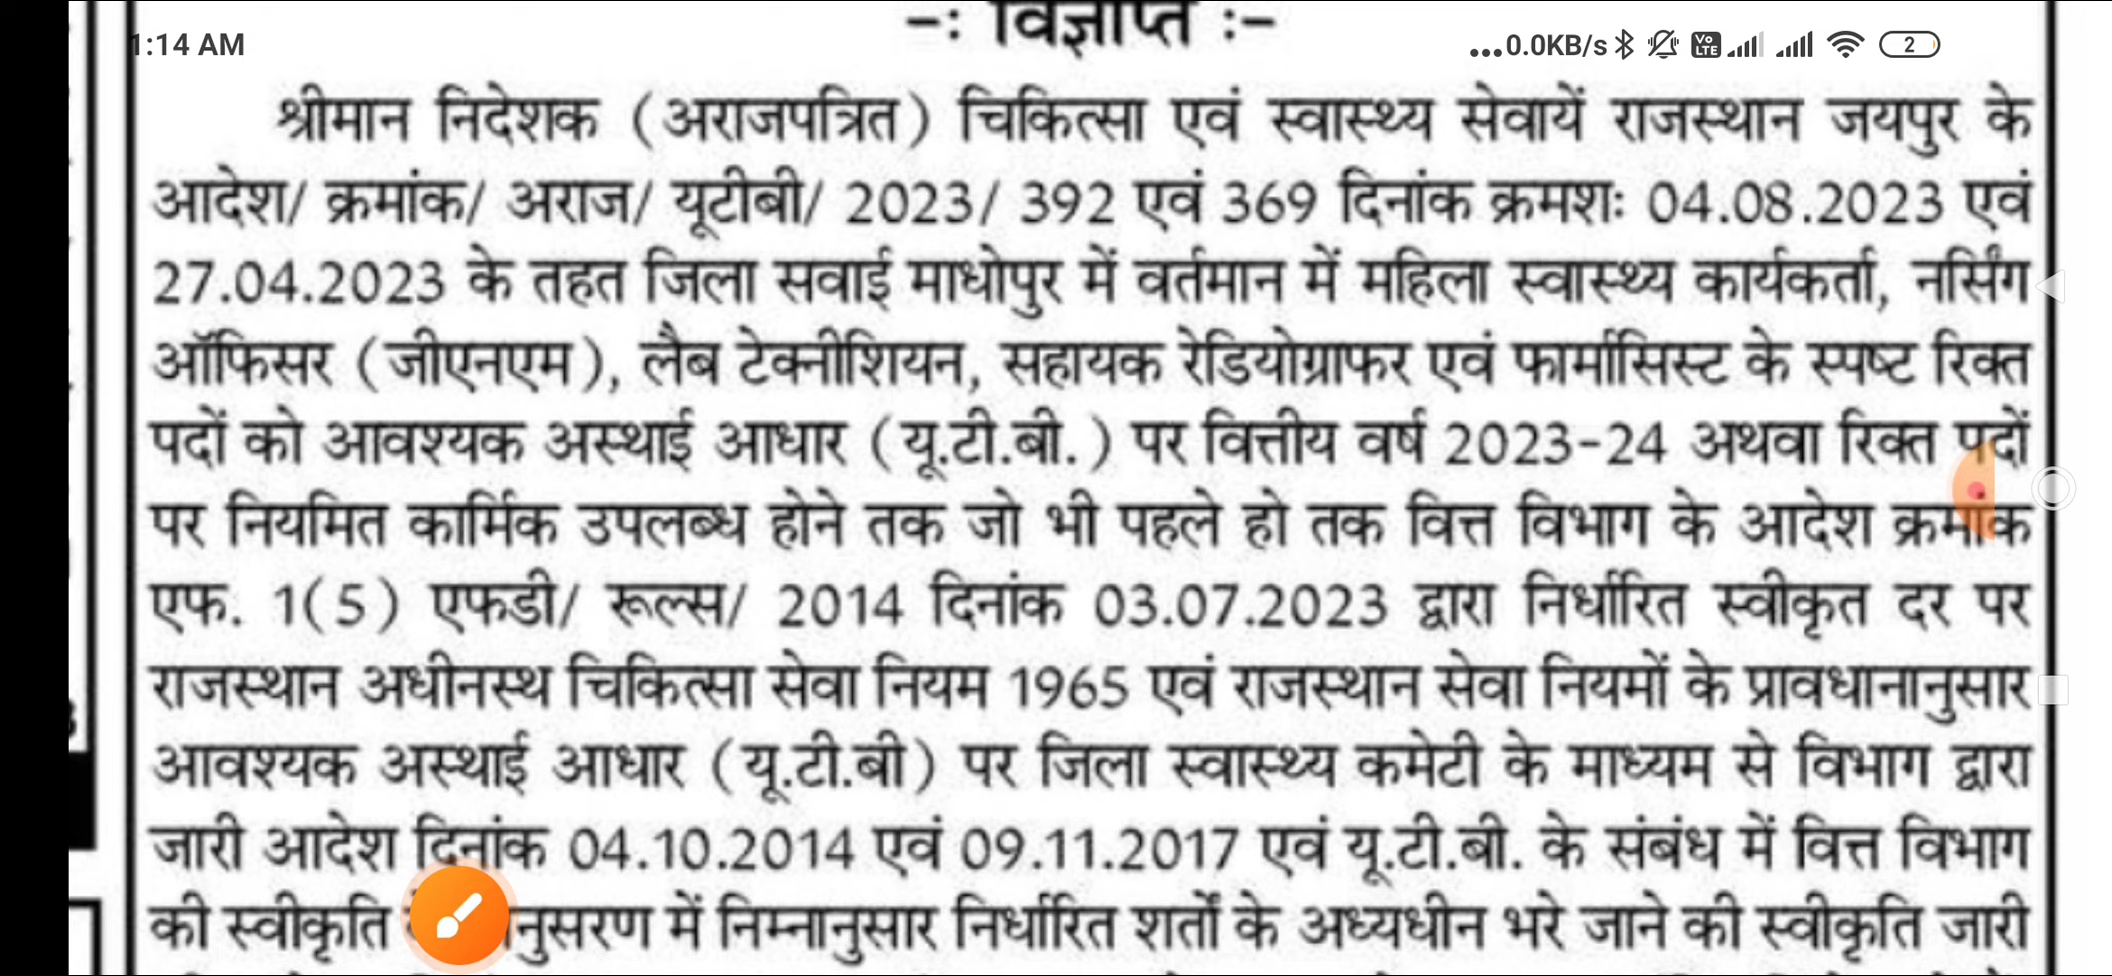 -: विज्ञप्ति :-
1:14 AM
...0.0KB/s Vo LTE 2
श्रीमान निदेशक (अराजपत्रित) चिकित्सा एवं स्वास्थ्य सेवायें राजस्थान जयपुर के
आदेश/ क्रमांक/ अराज/ यूटीबी/ 2023/ 392 एवं 369 दिनांक क्रमशः 04.08.2023 एवं
27.04.2023 के तहत जिला सवाई माधोपुर में वर्तमान में महिला स्वास्थ्य कार्यकर्ता, नर्सिंग
ऑफिसर (जीएनएम), लैब टेक्नीशियन, सहायक रेडियोग्राफर एवं फार्मासिस्ट के स्पष्ट रिक्त
पदों को आवश्यक अस्थाई आधार (यू.टी.बी.) पर वित्तीय वर्ष 2023-24 अथवा रिक्त पदों
पर नियमित कार्मिक उपलब्ध होने तक जो भी पहले हो तक वित्त विभाग के आदेश क्रमांक
एफ. 1(5) एफडी/ रूल्स/ 2014 दिनांक 03.07.2023 द्वारा निर्धारित स्वीकृत दर पर
राजस्थान अधीनस्थ चिकित्सा सेवा नियम 1965 एवं राजस्थान सेवा नियमों के प्रावधानानुसार
आवश्यक अस्थाई आधार (यू.टी.बी) पर जिला स्वास्थ्य कमेटी के माध्यम से विभाग द्वारा
जारी आदेश दिनांक 04.10.2014 एवं 09.11.2017 एवं यू.टी.बी. के संबंध में वित्त विभाग
की स्वीकृति नुसरण में निम्नानुसार निर्धारित शर्तों के अध्यधीन भरे जाने की स्वीकृति जारी